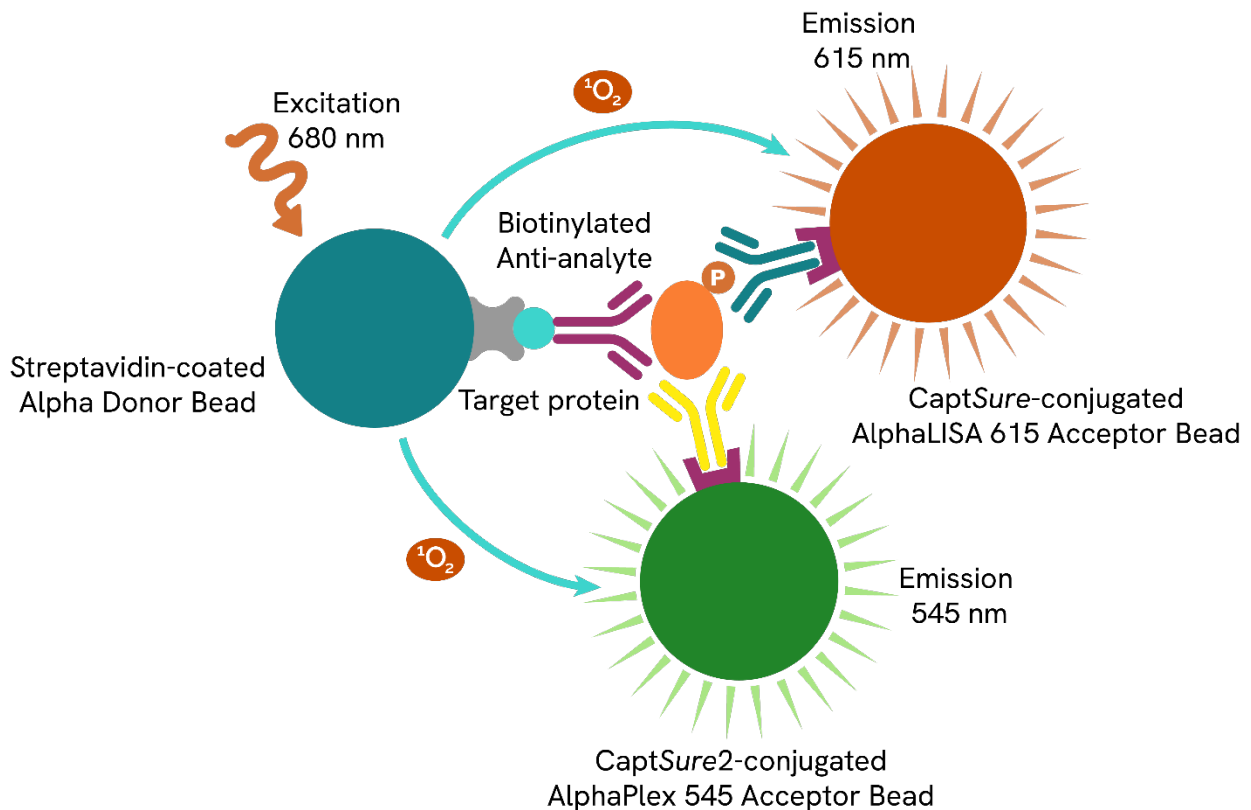 Emission
615 nm
¹O₂
Excitation
680 nm
Biotinylated
Anti-analyte
P
Streptavidin-coated
Alpha Donor Bead
Target protein
CaptSure-conjugated
AlphaLISA 615 Acceptor Bead
¹O₂
Emission
545 nm
CaptSure2-conjugated
AlphaPlex 545 Acceptor Bead